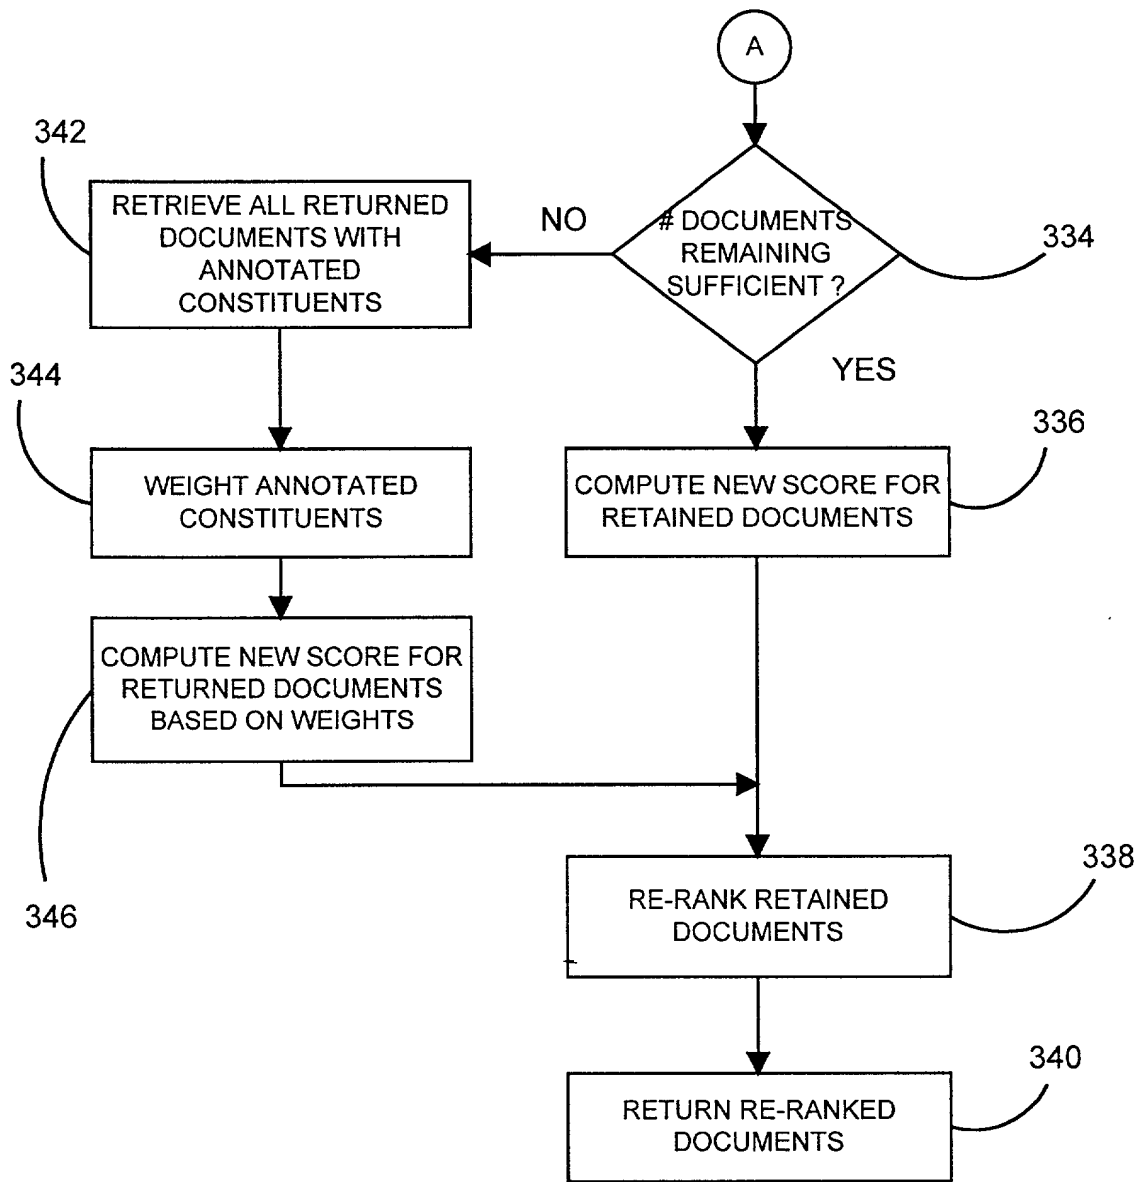 A
342
RETRIEVE ALL RETURNED
DOCUMENTS WITH
ANNOTATED
CONSTITUENTS
NO
# DOCUMENTS
REMAINING
SUFFICIENT ?
334
YES
344
WEIGHT ANNOTATED
CONSTITUENTS
336
COMPUTE NEW SCORE FOR
RETAINED DOCUMENTS
COMPUTE NEW SCORE FOR
RETURNED DOCUMENTS
BASED ON WEIGHTS
346
338
RE-RANK RETAINED
DOCUMENTS
340
RETURN RE-RANKED
DOCUMENTS